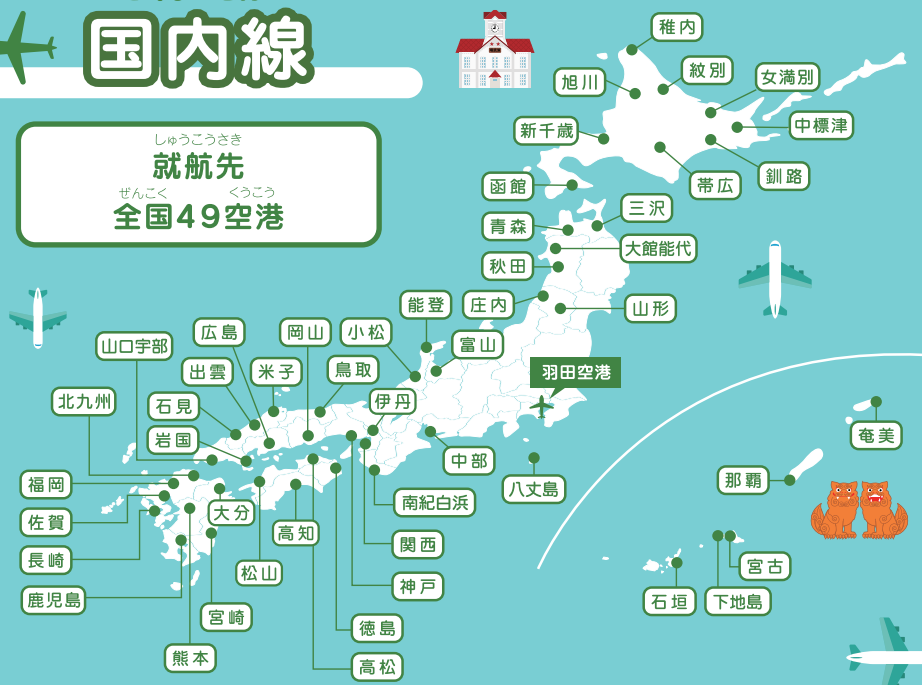 国内線
しゅうこうさき
就航先
ぜんこく くうこう
全国49空港
稚内
紋別
旭川
女満別
中標津
新千歳
釧路
帯広
函館
三沢
青森
大館能代
秋田
能登
庄内
山形
広島
岡山
小松
山口宇部
富山
出雲
米子
鳥取
羽田空港
北九州
石見
伊丹
奄美
岩国
中部
福岡
八丈島
那覇
大分
南紀白浜
佐賀
高知
関西
長崎
松山
神戸
宮古
鹿児島
宮崎
徳島
石垣
下地島
熊本
高松